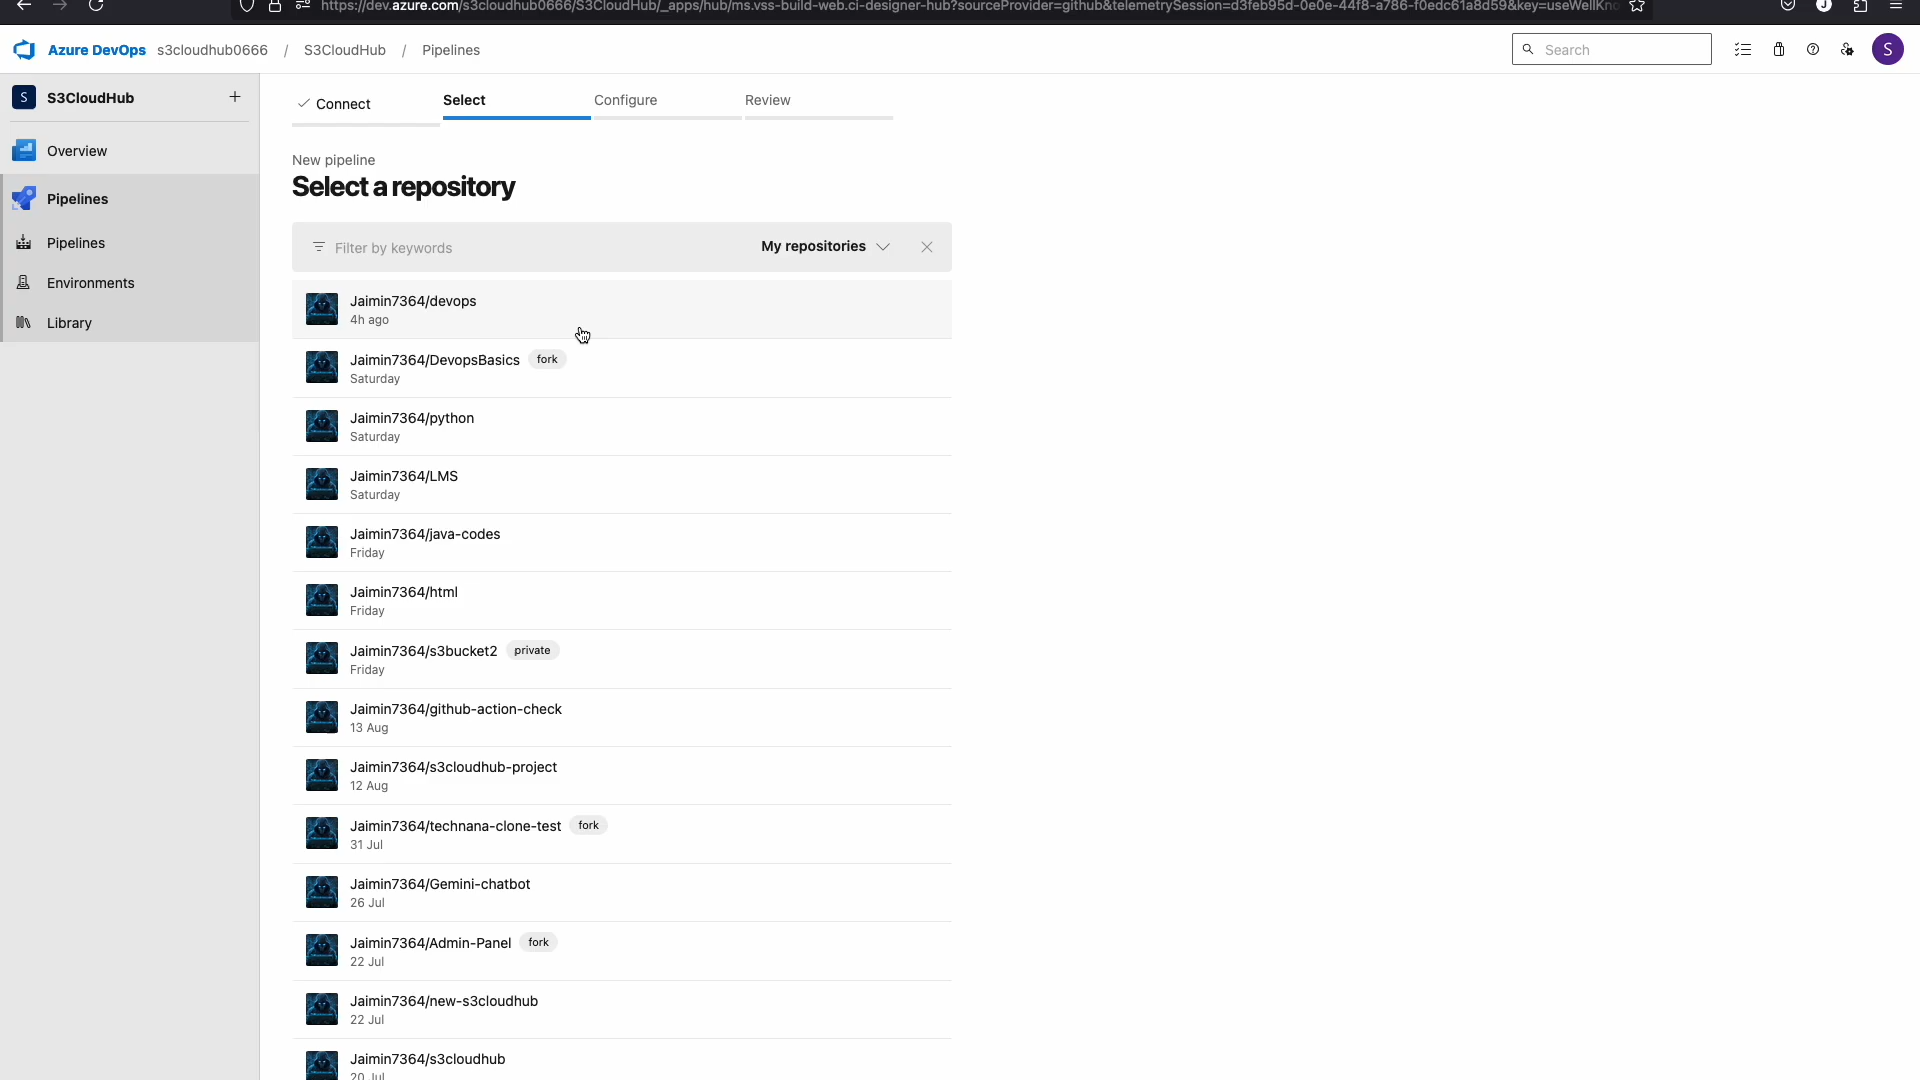 https://dev.azure.com/s3cloudhub0666/S3CloudHub/_apps/hub/ms.vss-build-web.ci-designer-hub?sourceProvider=github&telemetrySession=d3feb95d-0e0e-44f8-a786-f0edc61a8d59&key=useWellKno
J
Azure DevOps s3cloudhub0666 / S3CloudHub / Pipelines
Search
S
S S3CloudHub +
Overview
Pipelines
Pipelines
Environments
Library
Connect
Select
Configure
Review
New pipeline
Select a repository
Filter by keywords
My repositories
Jaimin7364/devops
4h ago
Jaimin7364/DevopsBasics fork
Saturday
Jaimin7364/python
Saturday
Jaimin7364/LMS
Saturday
Jaimin7364/java-codes
Friday
Jaimin7364/html
Friday
Jaimin7364/s3bucket2 private
Friday
Jaimin7364/github-action-check
13 Aug
Jaimin7364/s3cloudhub-project
12 Aug
Jaimin7364/technana-clone-test fork
31 Jul
Jaimin7364/Gemini-chatbot
26 Jul
Jaimin7364/Admin-Panel fork
22 Jul
Jaimin7364/new-s3cloudhub
22 Jul
Jaimin7364/s3cloudhub
20 Jul